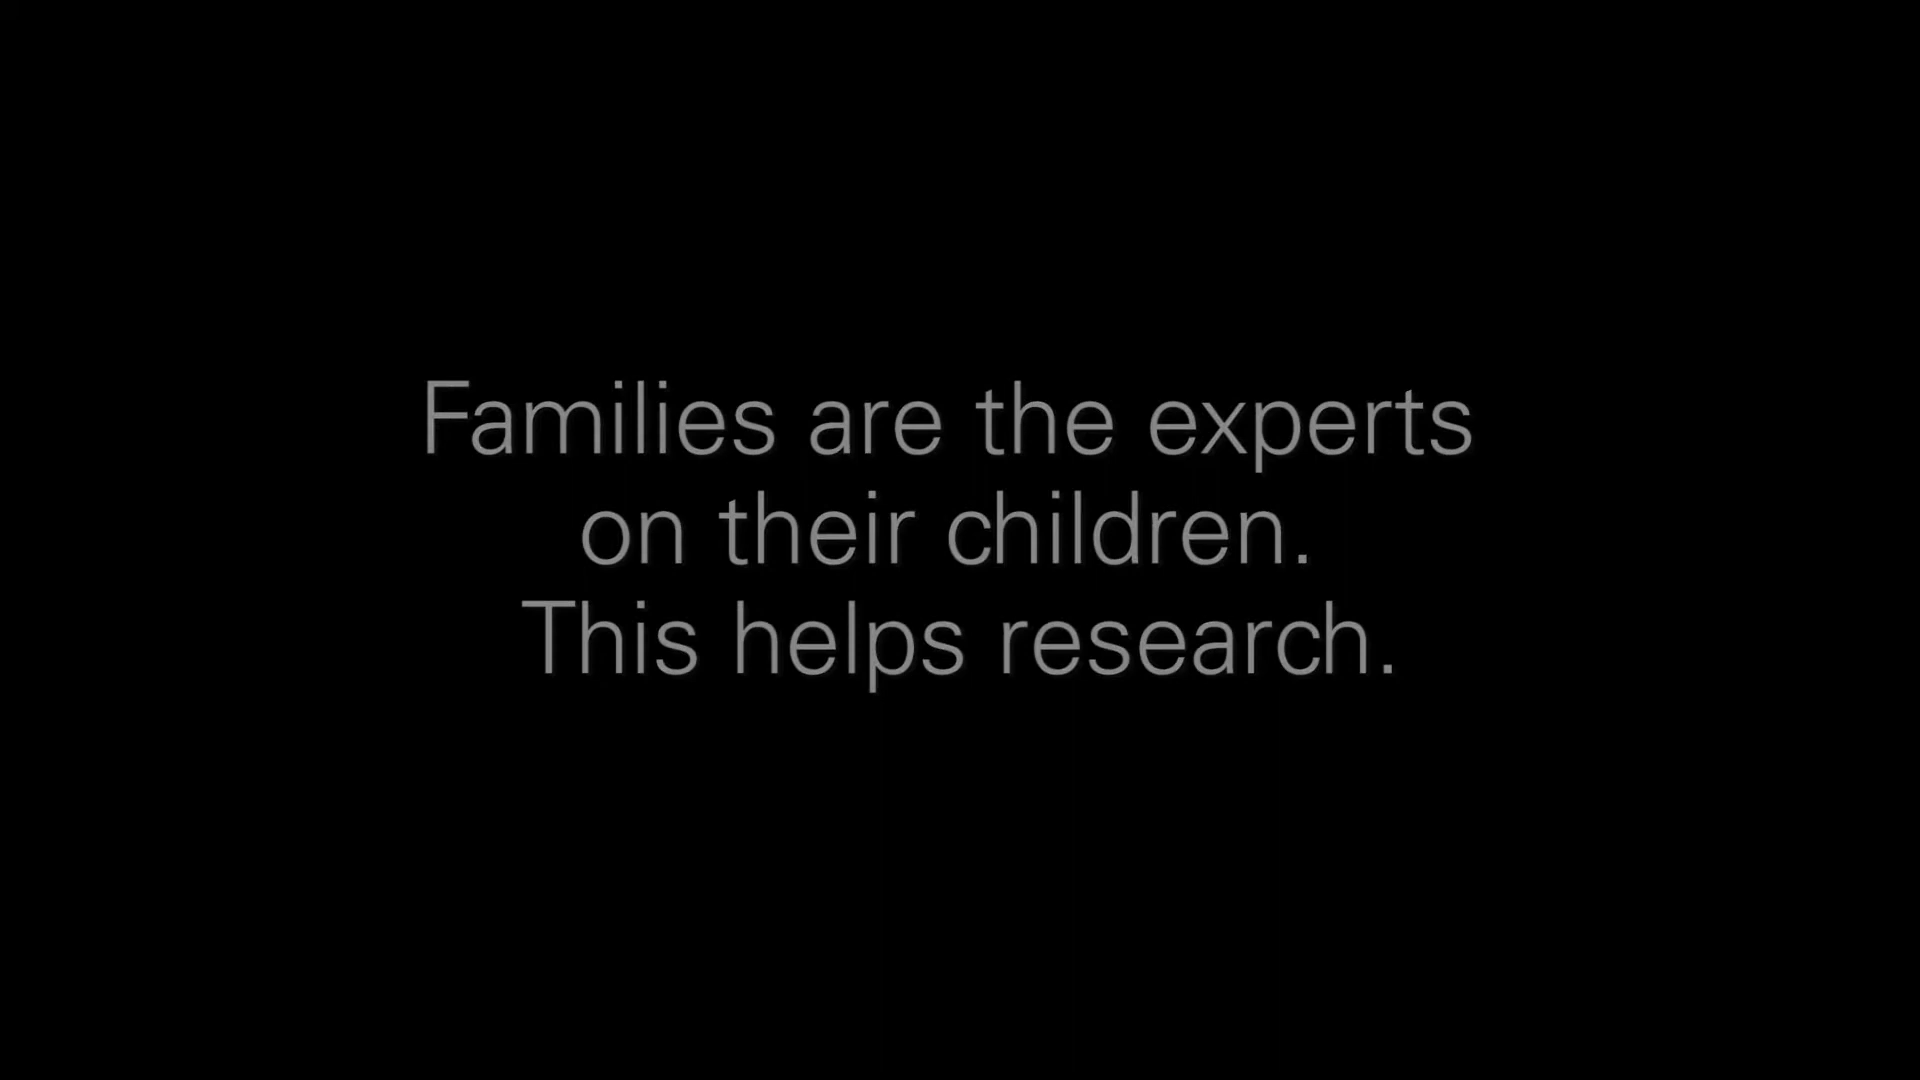 Families are the experts
on their children.
This helps research.